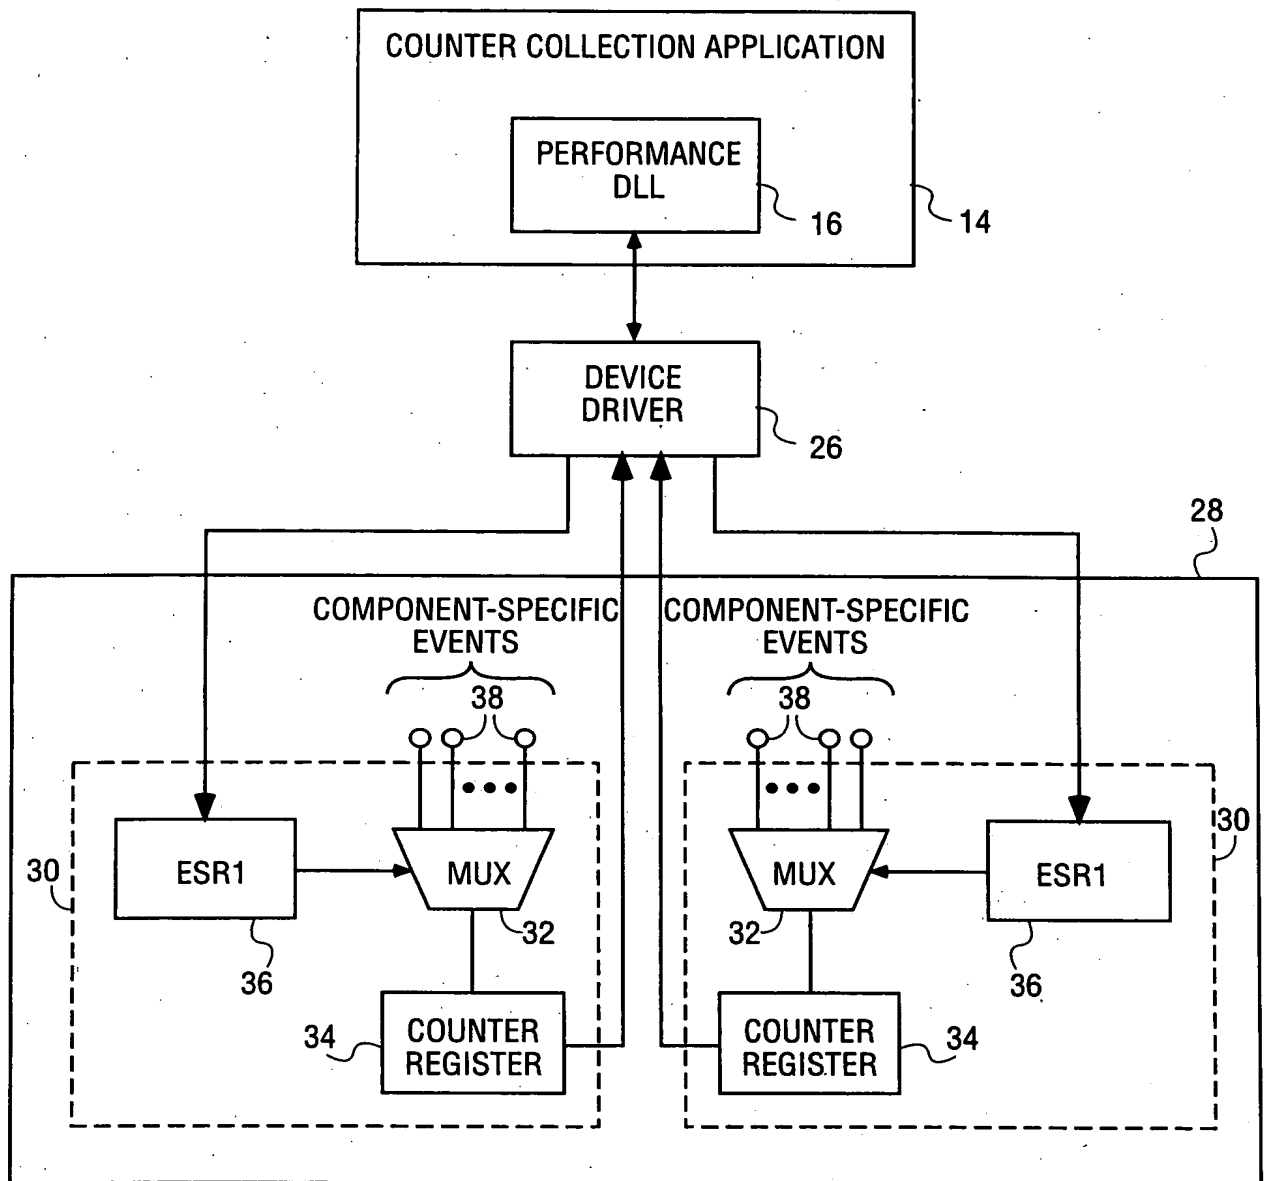 COUNTER COLLECTION APPLICATION
PERFORMANCE
DLL
16
14
DEVICE
DRIVER
26
28
COMPONENT-SPECIFIC
EVENTS
COMPONENT-SPECIFIC
EVENTS
38
38
30
ESR1
MUX
MUX
ESR1
30
32
32
36
36
34
COUNTER
REGISTER
COUNTER
REGISTER
34